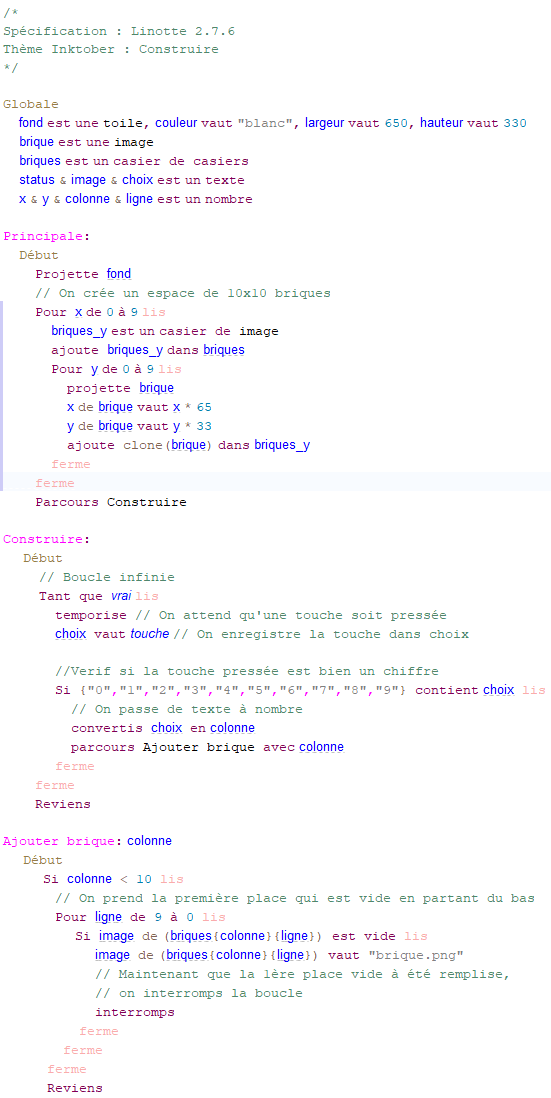 /*
Spécification : Linotte 2.7.6
Thème Inktober : Construire
*/
Globale
fond est une toile, couleur vaut "blanc", largeur vaut 650, hauteur vaut 330
brique est une image
briques est un casier de casiers
status & image & choix est un texte
x & y & colonne & ligne est un nombre
Principale:
Début
Projette fond
// On crée un espace de 10x10 briques
Pour x de 0 à 9 lis
briques_y est un casier de image
ajoute briques_y dans briques
Pour y de 0 à 9 lis
projette brique
x de brique vaut x * 65
y de brique vaut y * 33
ajoute clone(brique) dans briques_y
ferme
ferme
Parcours Construire
Construire:
Début
// Boucle infinie
Tant que vrai lis
temporise // On attend qu'une touche soit pressée
choix vaut touche // On enregistre la touche dans choix
//Verif si la touche pressée est bien un chiffre
Si {"0","1","2","3","4","5","6","7","8","9"} contient choix lis
// On passe de texte à nombre
convertis choix en colonne
parcours Ajouter brique avec colonne
ferme
ferme
Reviens
Ajouter brique: colonne
Début
Si colonne < 10 lis
// On prend la première place qui est vide en partant du bas
Pour ligne de 9 à 0 lis
Si image de (briques{colonne}{ligne}) est vide lis
image de (briques{colonne}{ligne}) vaut "brique.png"
// Maintenant que la 1ère place vide à été remplise,
// on interromps la boucle
interromps
ferme
ferme
ferme
Reviens